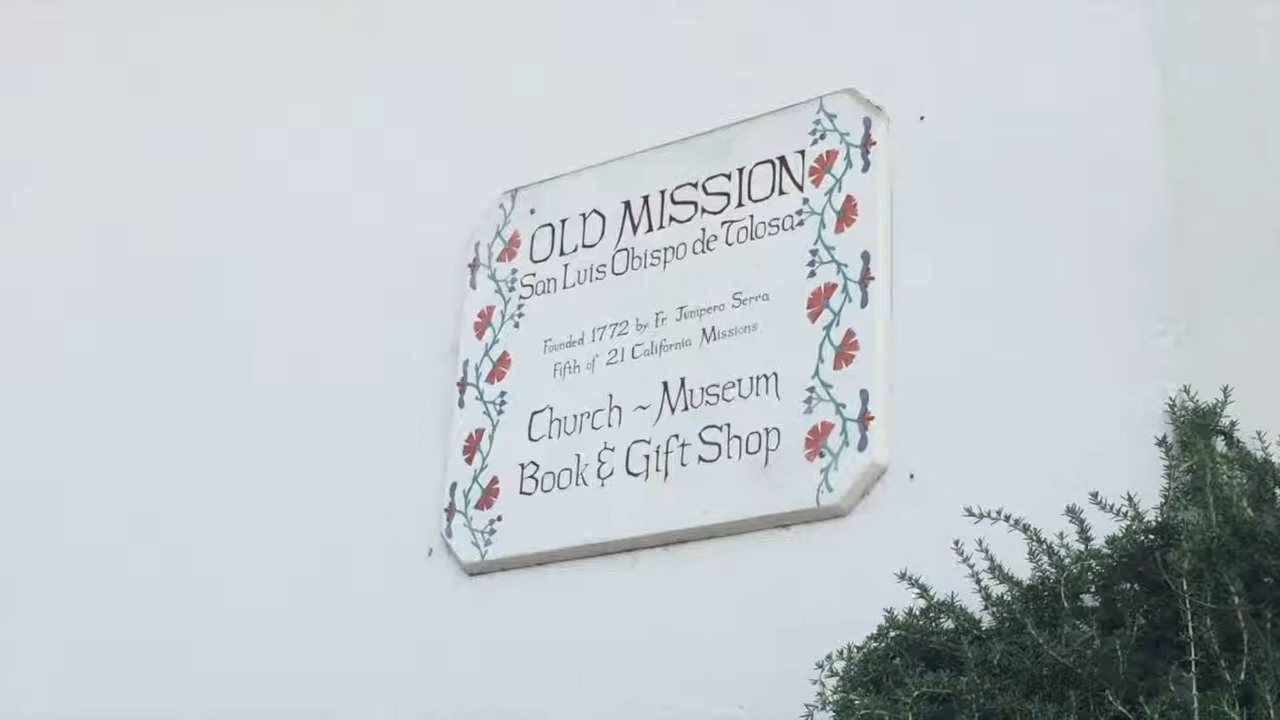 OLD MISSION
San Luis Obispo de Tolosa
Founded 1772 by Fr. Junipero Serra
Fifth of 21 California Missions
Church ~ Museum
Book & Gift Shop